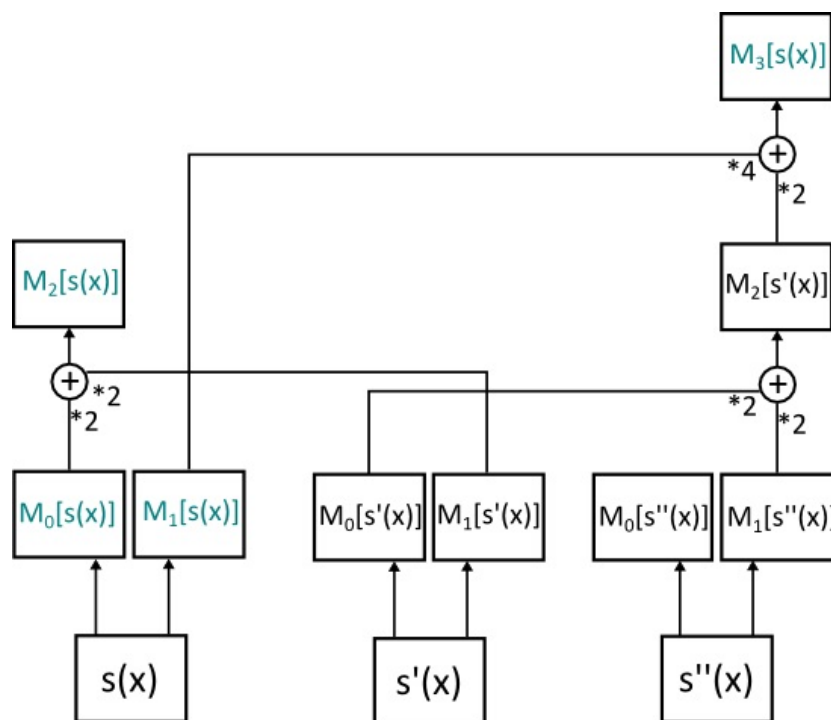 M₃[s(x)]
+
*4
*2
M₂[s(x)]
M₂[s'(x)]
+
*2
*2
+
*2
*2
M₀[s(x)]
M₁[s(x)]
M₀[s'(x)]
M₁[s'(x)]
M₀[s''(x)]
M₁[s''(x)]
s(x)
s'(x)
s''(x)